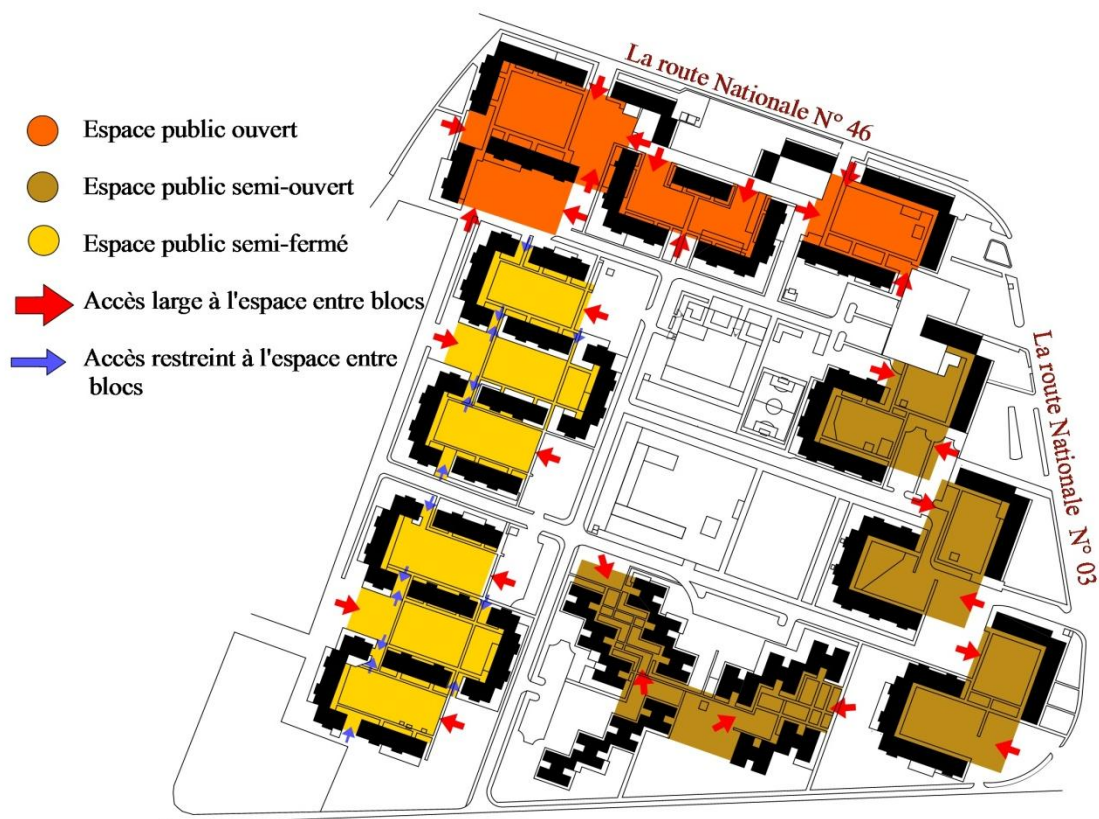 La route Nationale N° 46
Espace public ouvert
Espace public semi-ouvert
Espace public semi-fermé
Accès large à l'espace entre blocs
Accès restreint à l'espace entre
blocs
La route Nationale N° 03